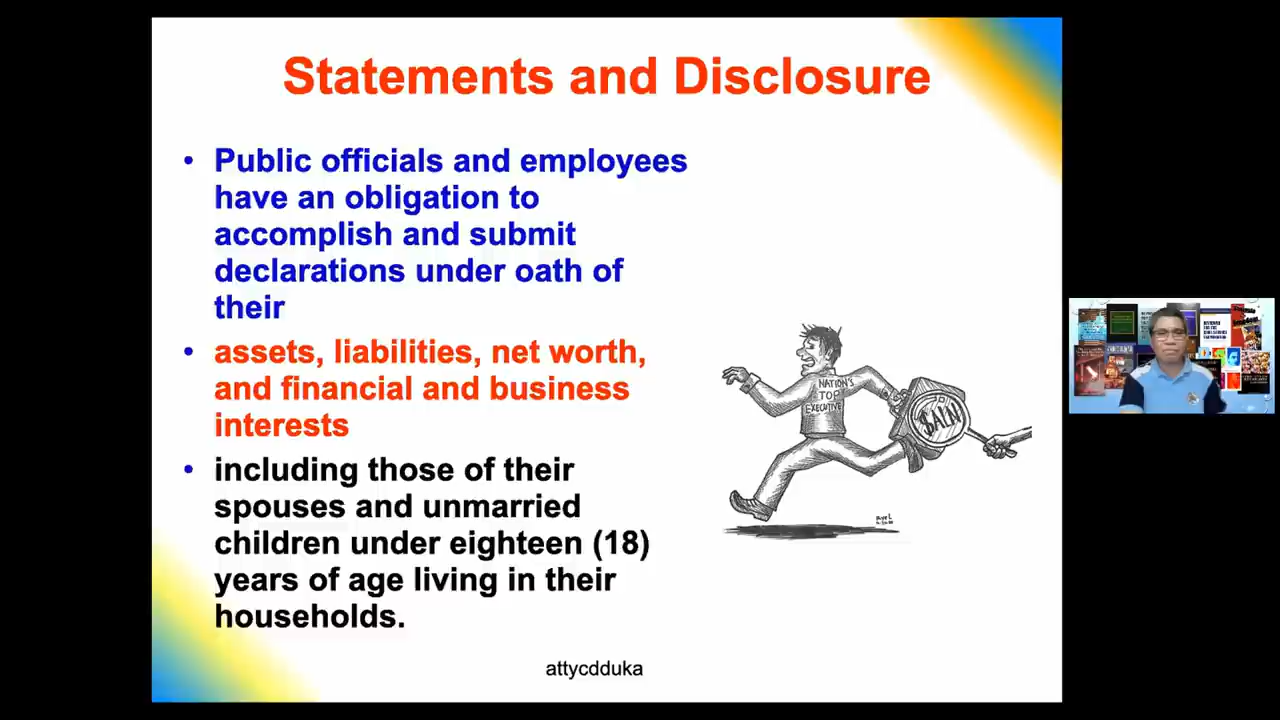 Statements and Disclosure
• Public officials and employees
have an obligation to
accomplish and submit
declarations under oath of
their
• assets, liabilities, net worth,
and financial and business
interests
• including those of their
spouses and unmarried
children under eighteen (18)
years of age living in their
households.
NATION'S
TOP
EXECUTIVE
$ALN
attycdduka